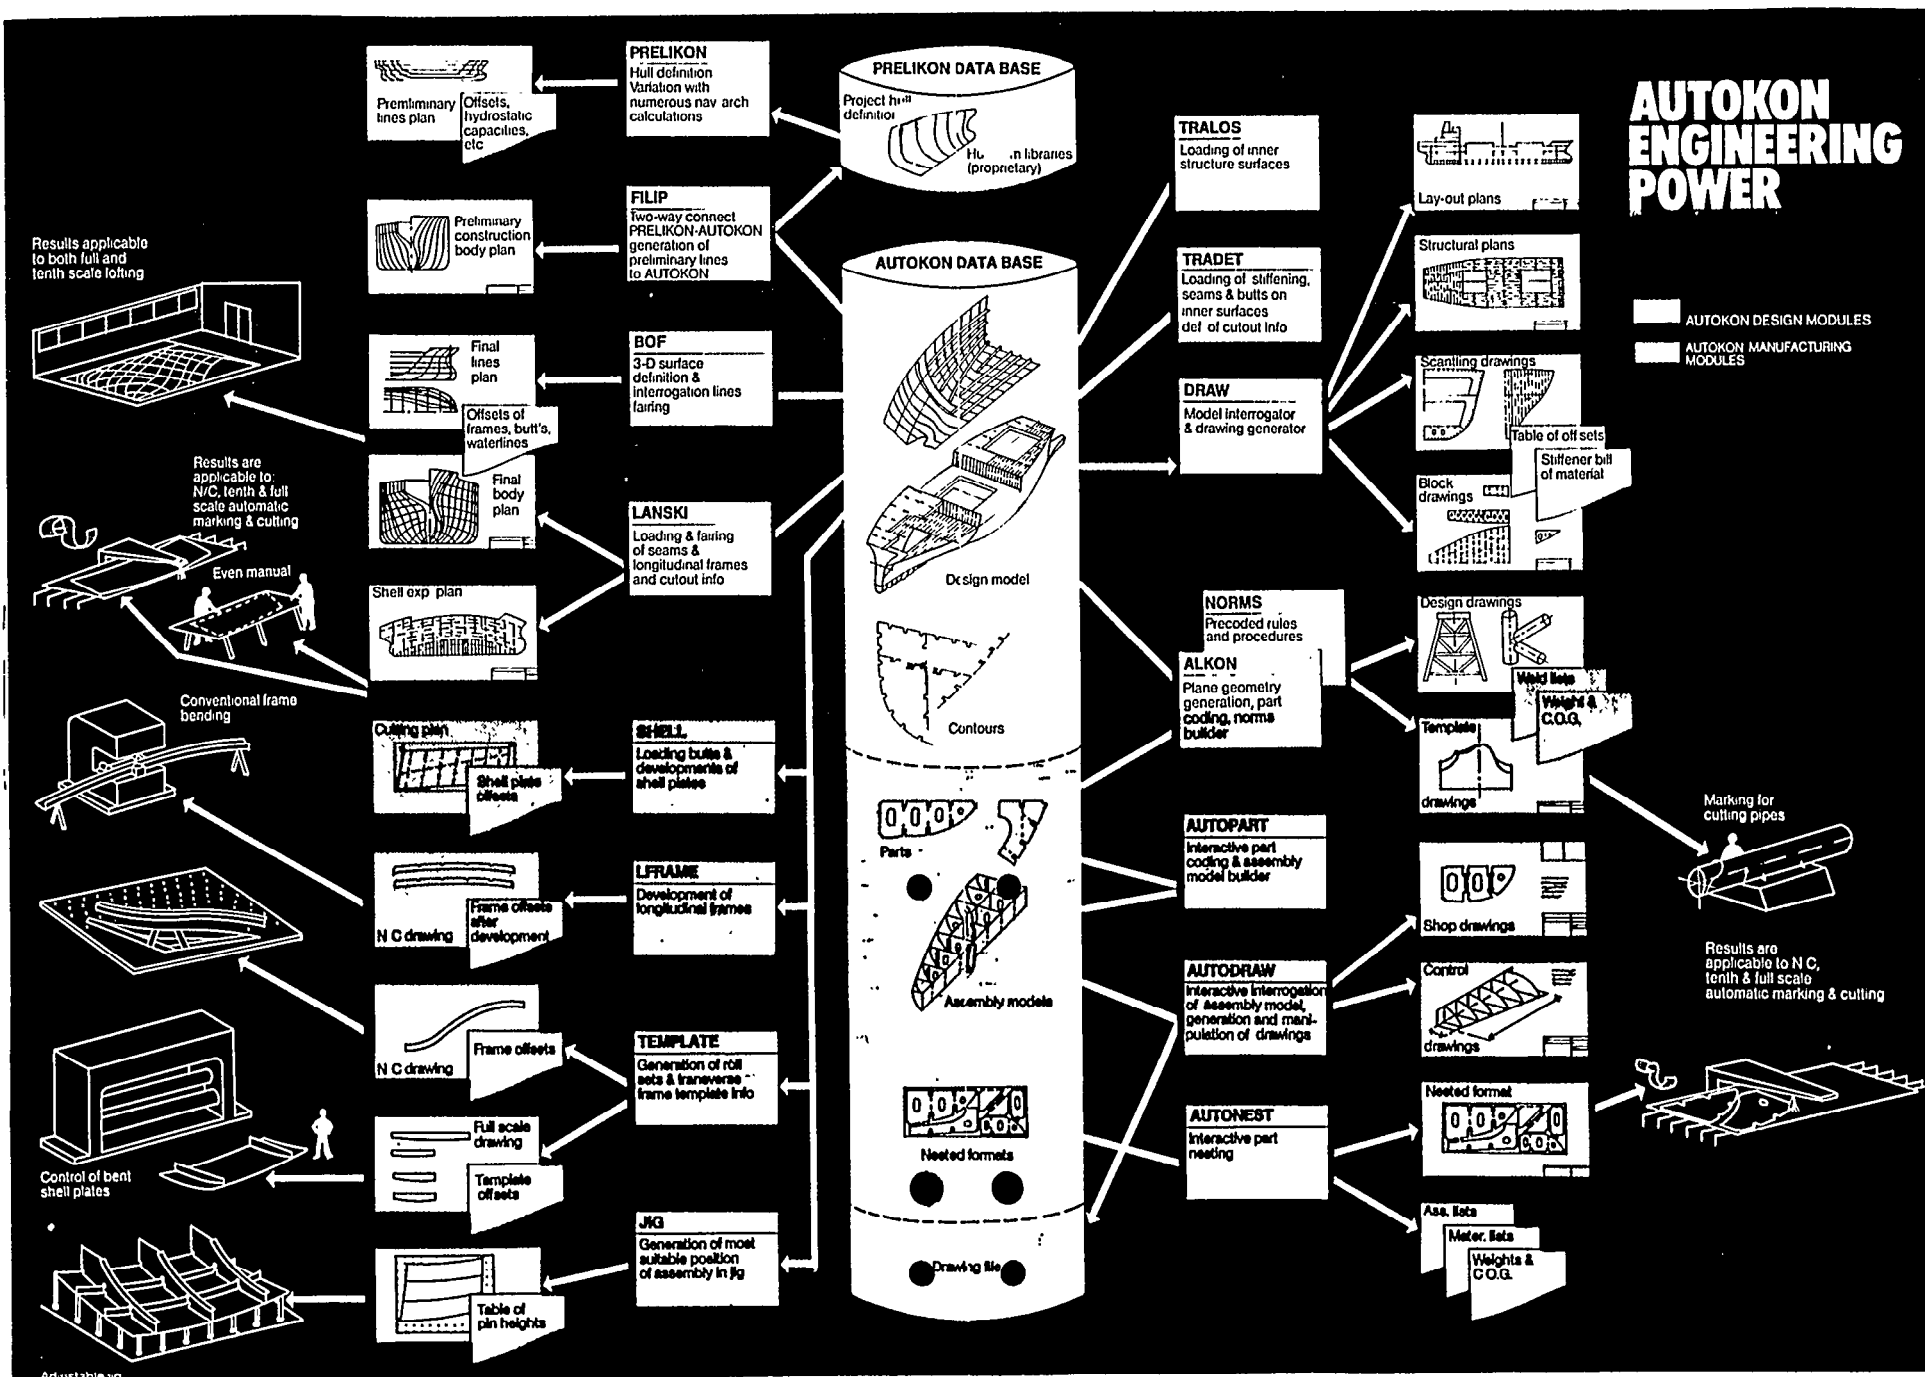 AUTOKON
ENGINEERING
POWER
AUTOKON DESIGN MODULES
AUTOKON MANUFACTURING
MODULES
PRELIKON
Hull definition
Variation with
numerous nav arch
calculations
Premliminary
lines plan
Offsets,
hydrostatic
capacities,
etc
PRELIKON DATA BASE
Project hull
definition
libraries
(proprietary)
FILIP
Two-way connect
PRELIKON-AUTOKON
generation of
preliminary lines
to AUTOKON
Preliminary
construction
body plan
Results applicable
to both full and
tenth scale lofting
BOF
3-D surface
definition &
interrogation lines
fairing
Final
lines
plan
Offsets of
frames, butt's,
waterlines
Final
body
plan
LANSKI
Loading & fairing
of seams &
longitudinal frames
and cutout info
Shell exp plan
Results are
applicable to:
N/C, tenth & full
scale automatic
marking & cutting
Even manual
Conventional frame
bending
SHELL
Loading butts &
developments of
shell plates
Cutting plan
Shell plate
offsets
LFRAME
Development of
longitudinal frames
N C drawing
Frame offsets
after
development
TEMPLATE
Generation of roll
sets & transverse
frame template info
N C drawing
Frame offsets
Full scale
drawing
Template
offsets
Control of bent
shell plates
JIG
Generation of most
suitable position
of assembly in jig
Table of
pin heights
Adjustable jig
AUTOKON DATA BASE
Design model
Contours
Parts
Assembly models
Nested formats
Drawing file
TRALOS
Loading of inner
structure surfaces
TRADET
Loading of stiffening,
seams & butts on
inner surfaces
def of cutout info
DRAW
Model interrogator
& drawing generator
Lay-out plans
Structural plans
Scantling drawings
Table of off sets
Stiffener bill
of material
Block
drawings
NORMS
Precoded rules
and procedures
ALKON
Plane geometry
generation, part
coding, norms
builder
Design drawings
Weld lists
Weight &
C.O.G,
Template
drawings
Marking for
cutting pipes
AUTOPART
Interactive part
coding & assembly
model builder
AUTODRAW
Interactive interrogation
of Assembly model,
generation and mani-
pulation of drawings
Shop drawings
Control
drawings
Results are
applicable to N C,
tenth & full scale
automatic marking & cutting
AUTONEST
Interactive part
nesting
Nested format
Ass. lists
Mater. lists
Weights &
C O.G.